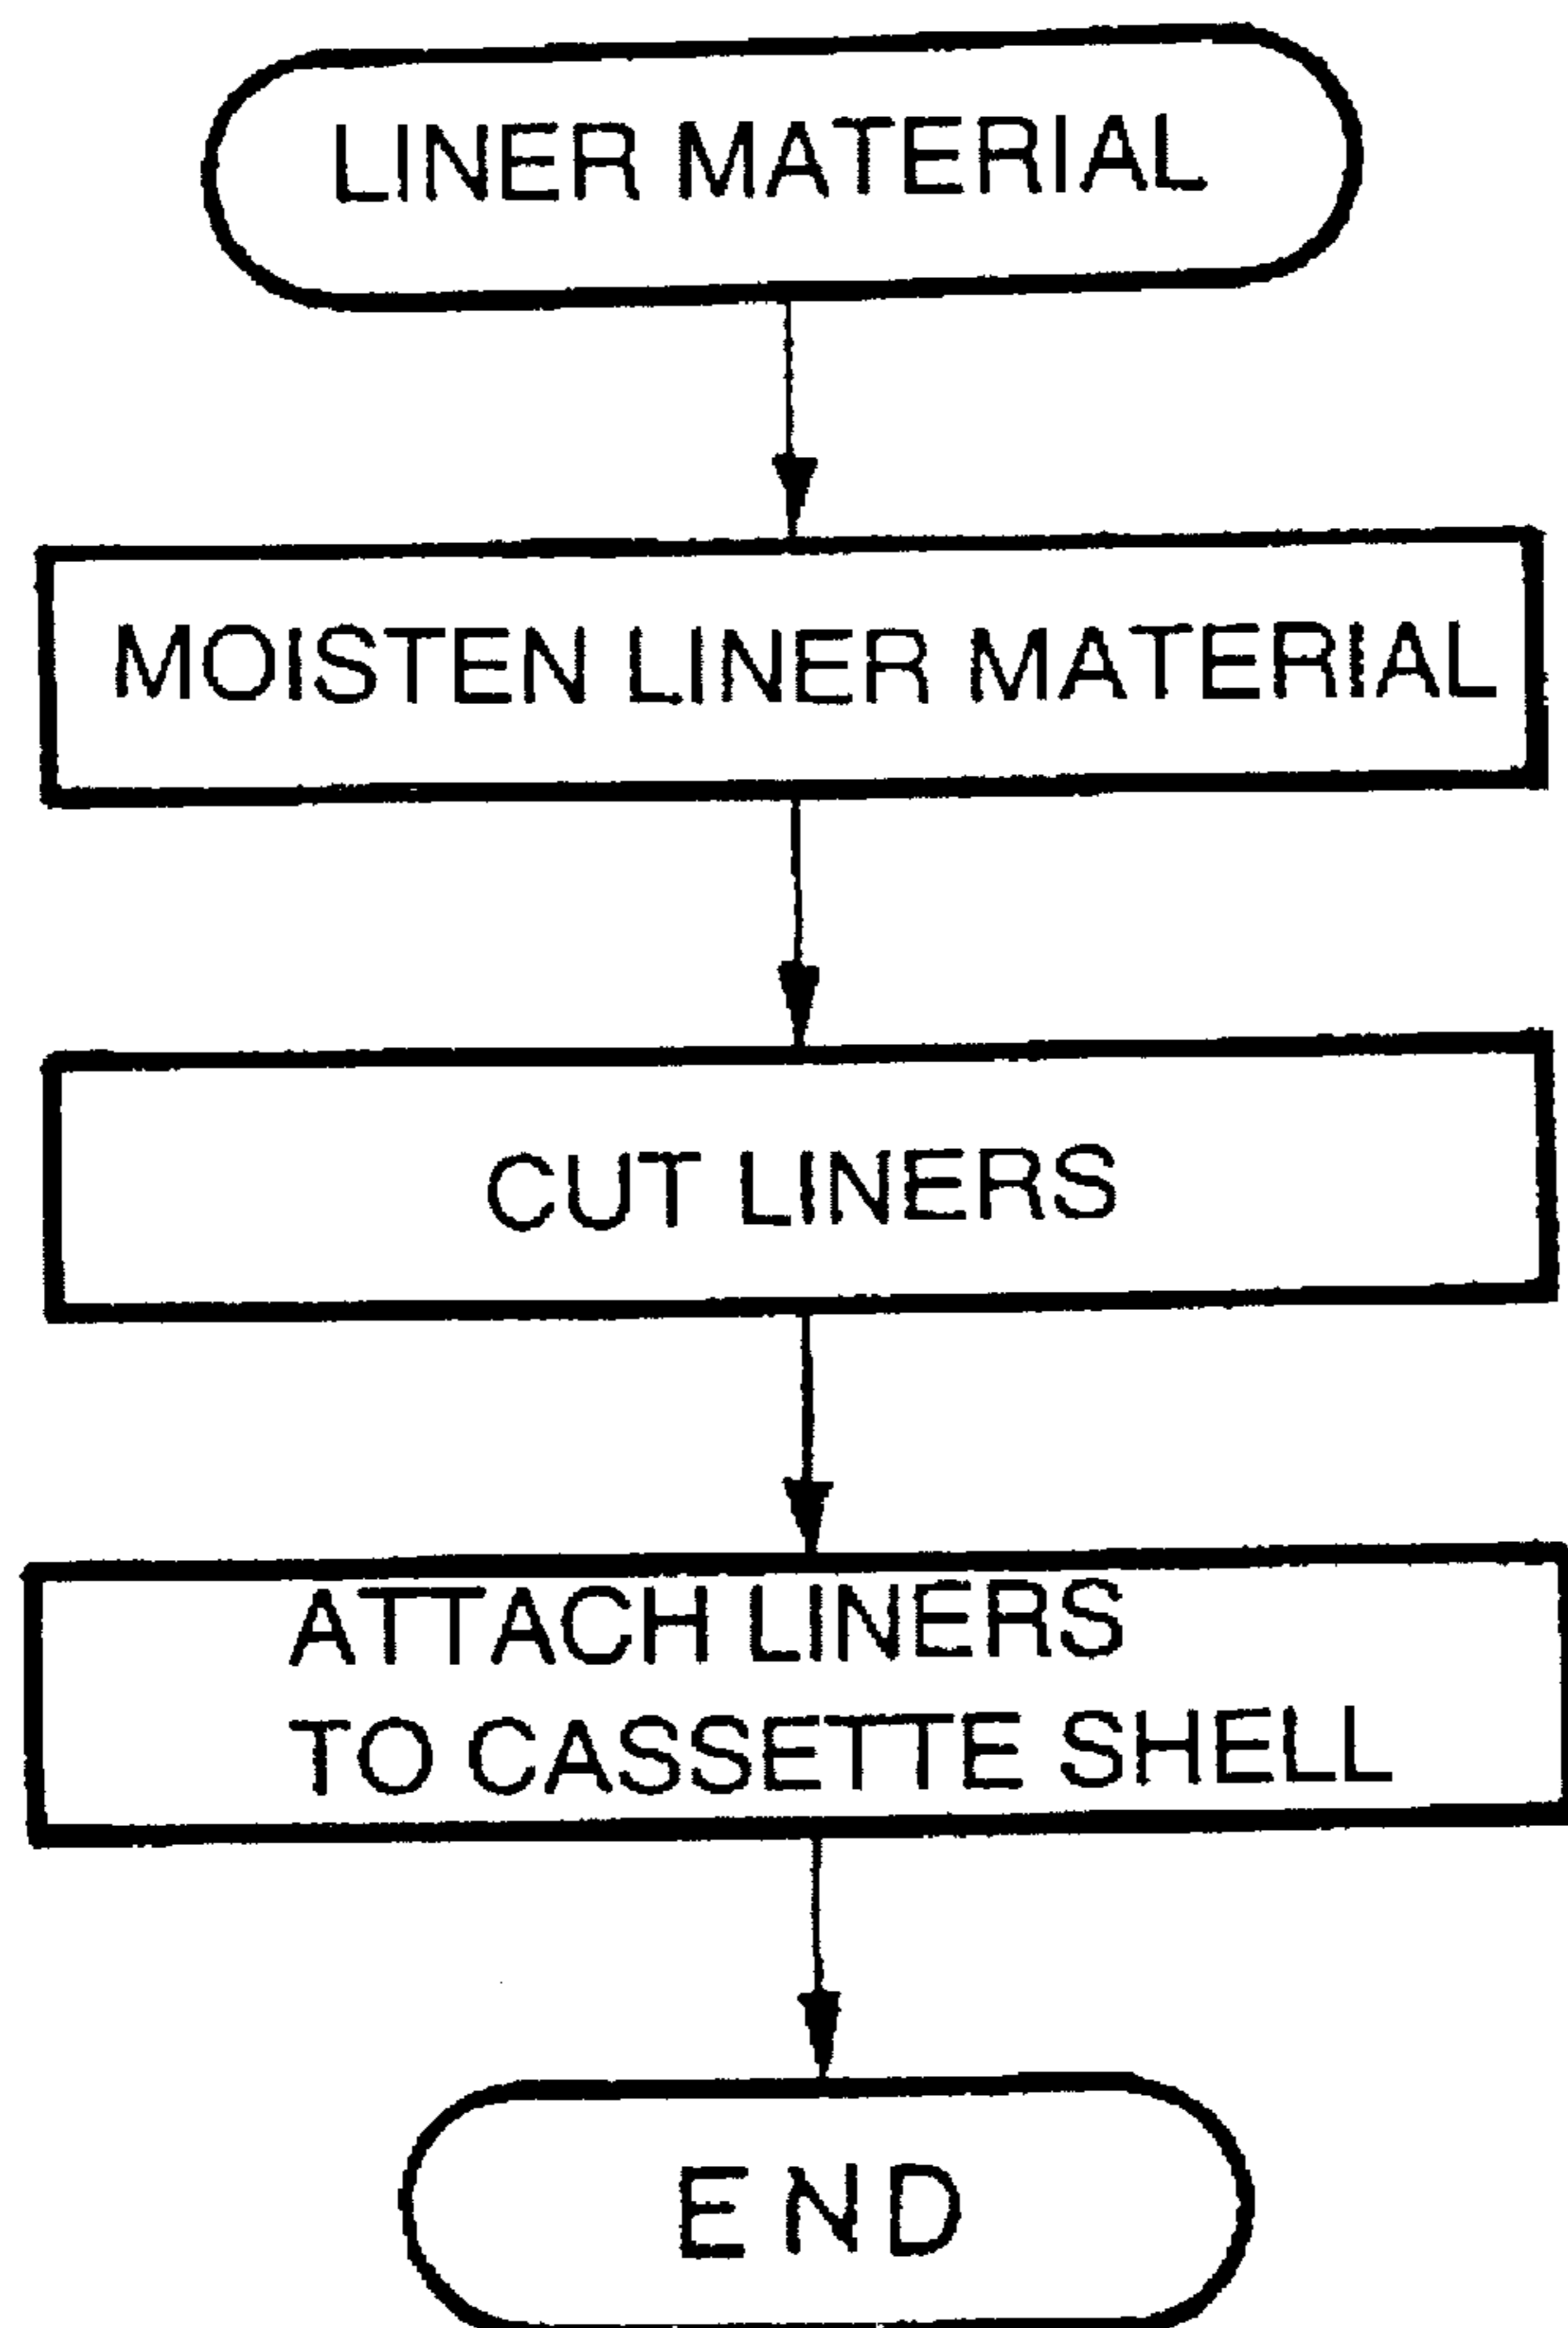 LINER MATERIAL
MOISTEN LINER MATERIAL
CUT LINERS
ATTACH LINERS
TO CASSETTE SHELL
END